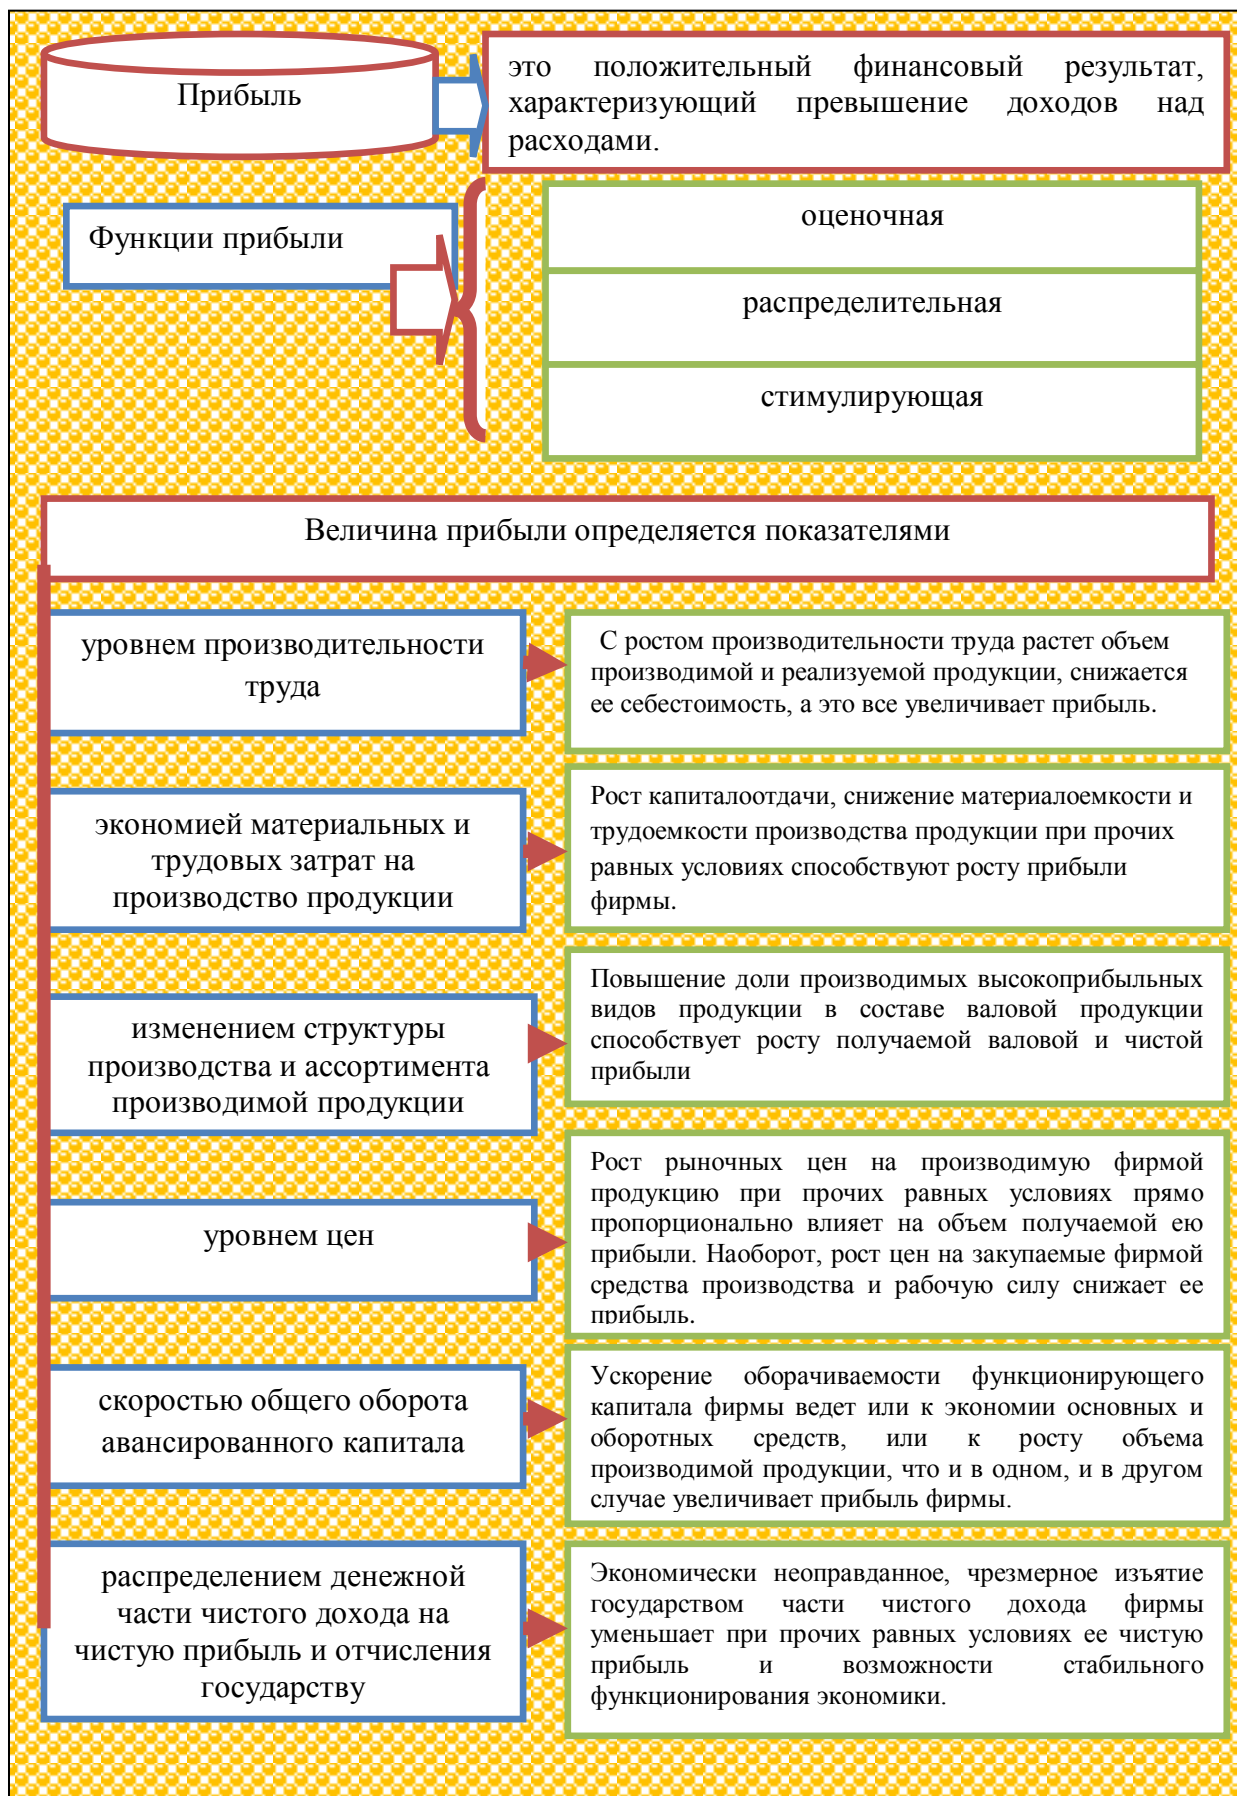 Прибыль
это положительный финансовый результат,
характеризующий превышение доходов над
расходами.
Функции прибыли
оценочная
распределительная
стимулирующая
Величина прибыли определяется показателями
уровнем производительности
труда
С ростом производительности труда растет объем
производимой и реализуемой продукции, снижается
ее себестоимость, а это все увеличивает прибыль.
экономией материальных и
трудовых затрат на
производство продукции
Рост капиталоотдачи, снижение материалоемкости и
трудоемкости производства продукции при прочих
равных условиях способствуют росту прибыли
фирмы.
изменением структуры
производства и ассортимента
производимой продукции
Повышение доли производимых высокоприбыльных
видов продукции в составе валовой продукции
способствует росту получаемой валовой и чистой
прибыли
уровнем цен
Рост рыночных цен на производимую фирмой
продукцию при прочих равных условиях прямо
пропорционально влияет на объем получаемой ею
прибыли. Наоборот, рост цен на закупаемые фирмой
средства производства и рабочую силу снижает ее
прибыль.
скоростью общего оборота
авансированного капитала
Ускорение оборачиваемости функционирующего
капитала фирмы ведет или к экономии основных и
оборотных средств, или к росту объема
производимой продукции, что и в одном, и в другом
случае увеличивает прибыль фирмы.
распределением денежной
части чистого дохода на
чистую прибыль и отчисления
государству
Экономически неоправданное, чрезмерное изъятие
государством части чистого дохода фирмы
уменьшает при прочих равных условиях ее чистую
прибыль и возможности стабильного
функционирования экономики.